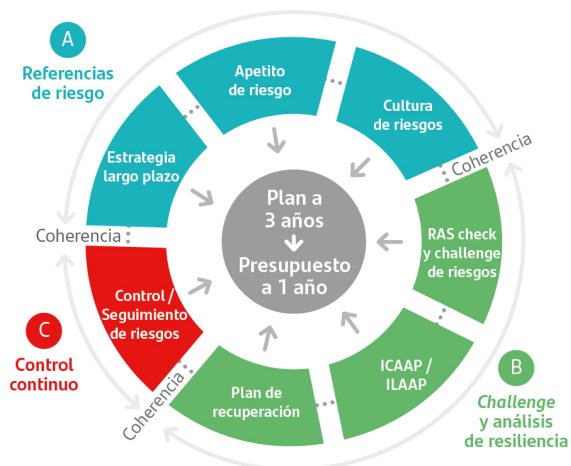 A
Referencias
de riesgo
Apetito
de riesgo
Cultura
de riesgos
Estrategia
largo plazo
Coherencia
Plan a
3 años
Presupuesto
a 1 año
RAS check
y challenge
de riesgos
Coherencia
Control /
Seguimiento
de riesgos
C
Control
continuo
Coherencia
Plan de
recuperación
ICAAP /
ILAAP
B
Challenge
y análisis
de resiliencia